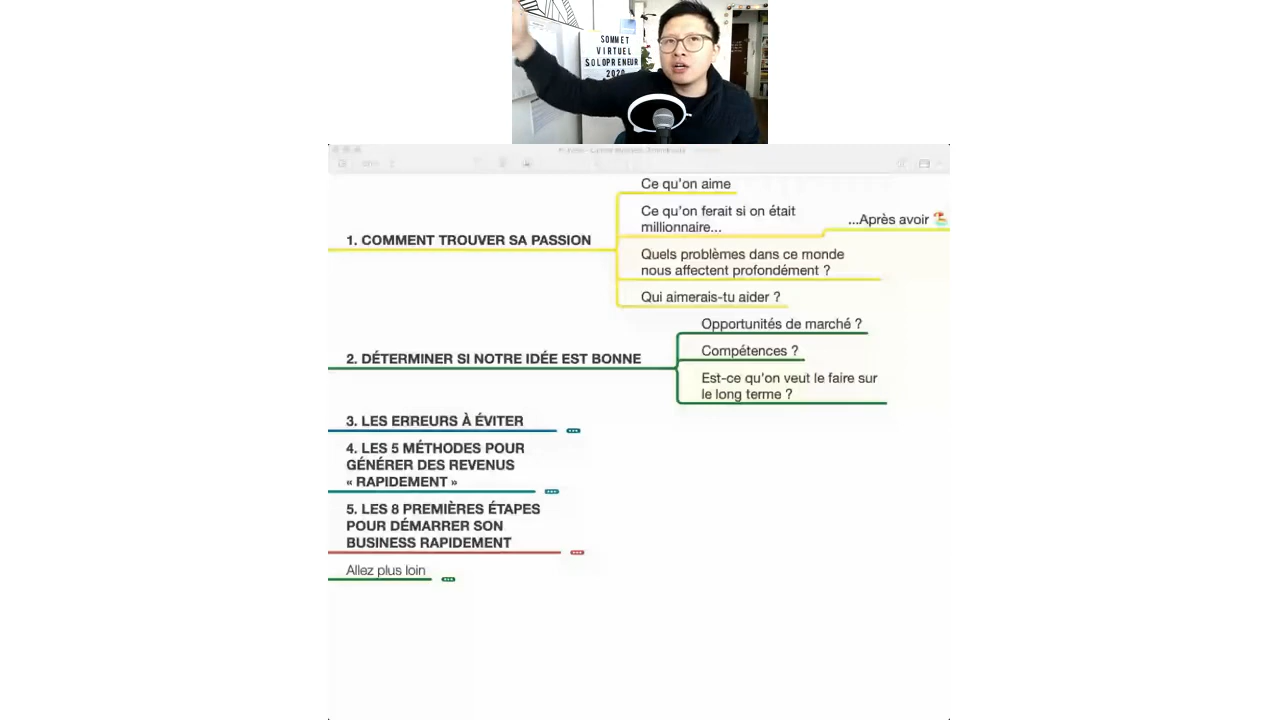 SOMMET
VIRTUEL
SOLOPRENEUR
2020
Ce qu'on aime
Ce qu'on ferait si on était
millionnaire...
...Après avoir
1. COMMENT TROUVER SA PASSION
Quels problèmes dans ce monde
nous affectent profondément ?
Qui aimerais-tu aider ?
Opportunités de marché ?
2. DÉTERMINER SI NOTRE IDÉE EST BONNE
Compétences ?
Est-ce qu'on veut le faire sur
le long terme ?
3. LES ERREURS À ÉVITER
4. LES 5 MÉTHODES POUR
GÉNÉRER DES REVENUS
« RAPIDEMENT »
5. LES 8 PREMIÈRES ÉTAPES
POUR DÉMARRER SON
BUSINESS RAPIDEMENT
Allez plus loin